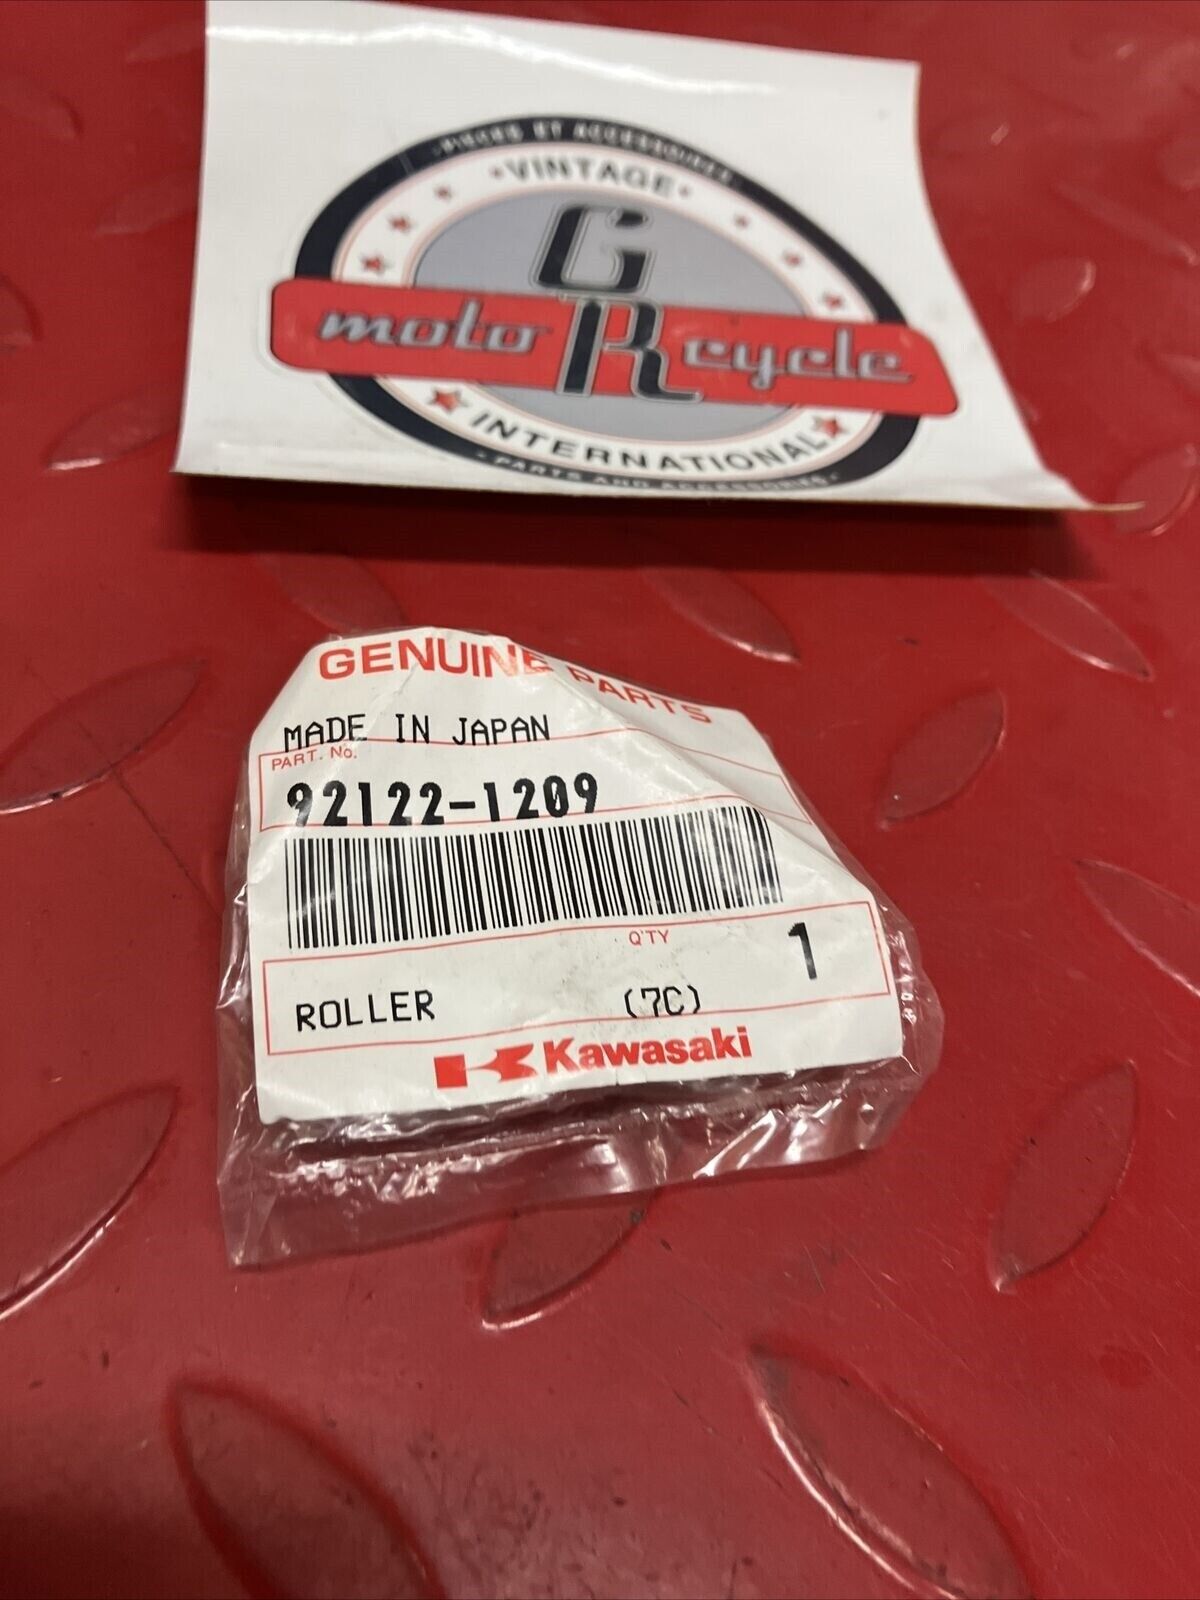 ·PIECES ET ACCESSOIRES·
·VINTAGE·
G
moto R cycle
INTERNATIONAL
·PARTS AND ACCESSORIES·
GENUINE PARTS
MADE IN JAPAN
PART. No.
92122-1209
Q'TY 1
ROLLER (7C)
Kawasaki